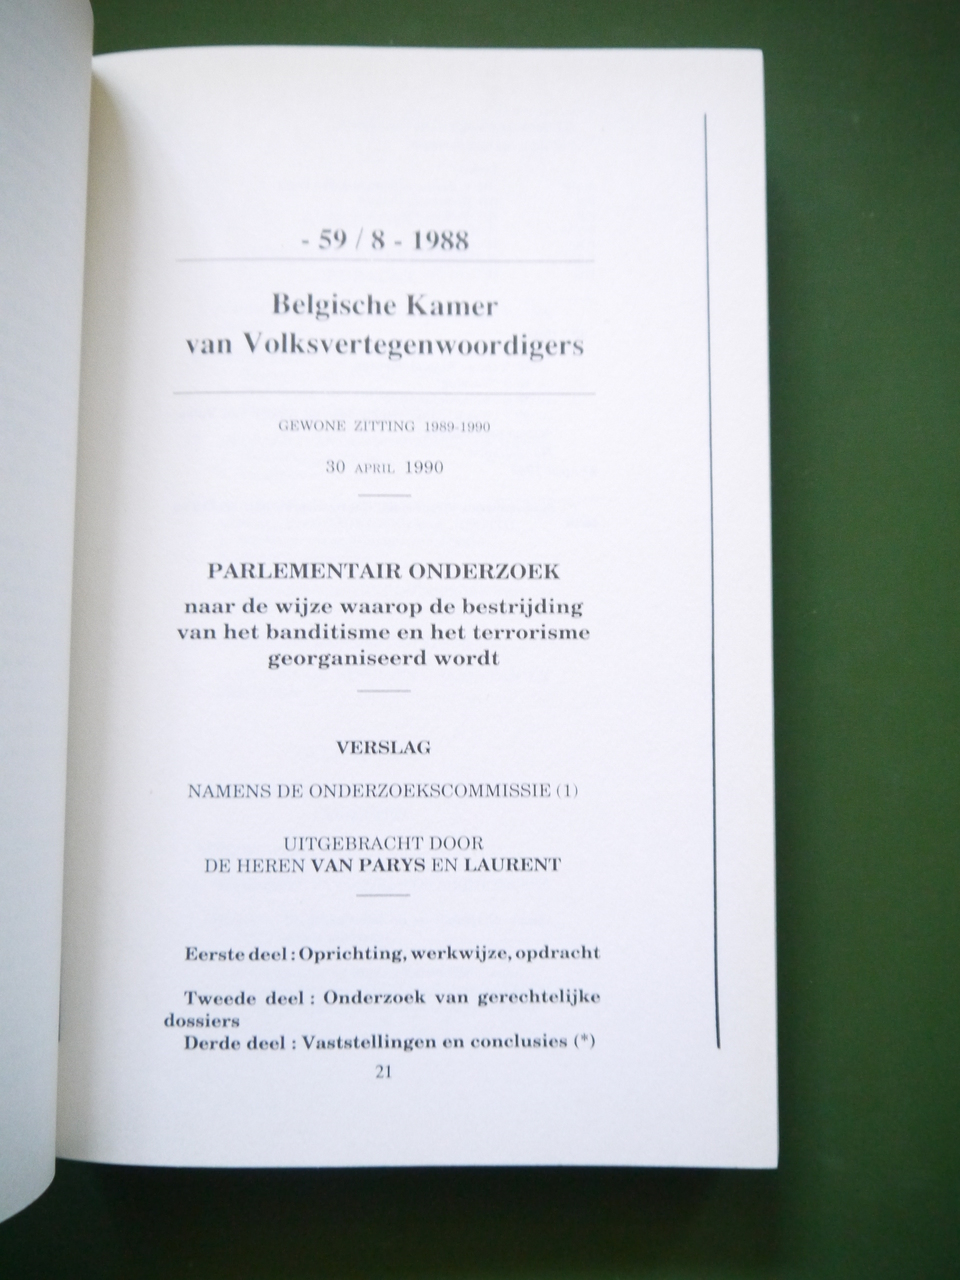 - 59 / 8 - 1988
Belgische Kamer
van Volksvertegenwoordigers
GEWONE ZITTING 1989-1990
30 APRIL 1990
PARLEMENTAIR ONDERZOEK
naar de wijze waarop de bestrijding
van het banditisme en het terrorisme
georganiseerd wordt
VERSLAG
NAMENS DE ONDERZOEKSCOMMISSIE (1)
UITGEBRACHT DOOR
DE HEREN VAN PARYS EN LAURENT
Eerste deel : Oprichting, werkwijze, opdracht
Tweede deel : Onderzoek van gerechtelijke
dossiers
Derde deel : Vaststellingen en conclusies (*)
21